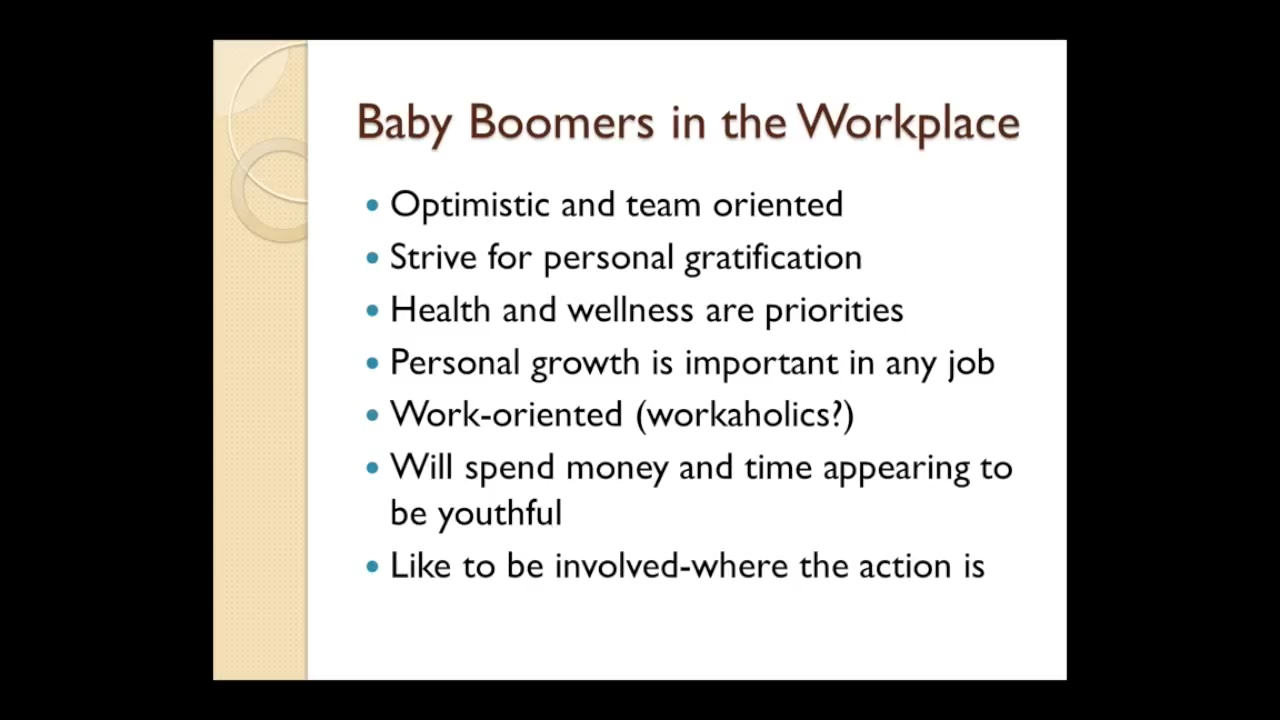 Baby Boomers in the Workplace
• Optimistic and team oriented
• Strive for personal gratification
• Health and wellness are priorities
• Personal growth is important in any job
• Work-oriented (workaholics?)
• Will spend money and time appearing to
be youthful
• Like to be involved-where the action is